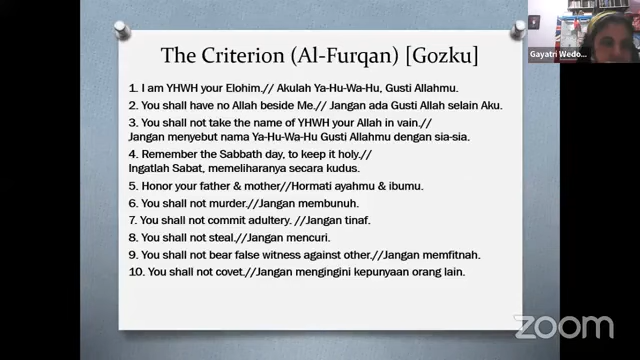 Gayatri Wedo...
The Criterion (Al-Furqan) [Gozku]
1. I am YHWH your Elohim.// Akulah Ya-Hu-Wa-Hu, Gusti Allahmu.
2. You shall have no Allah beside Me.// Jangan ada Gusti Allah selain Aku.
3. You shall not take the name of YHWH your Allah in vain.//
Jangan menyebut nama Ya-Hu-Wa-Hu Gusti Allahmu dengan sia-sia.
4. Remember the Sabbath day, to keep it holy.//
Ingatlah Sabat, memeliharanya secara kudus.
5. Honor your father & mother//Hormati ayahmu & ibumu.
6. You shall not murder.//Jangan membunuh.
7. You shall not commit adultery. //Jangan tinaf.
8. You shall not steal.//Jangan mencuri.
9. You shall not bear false witness against other.//Jangan memfitnah.
10. You shall not covet.//Jangan mengingini kepunyaan orang lain.
zoom